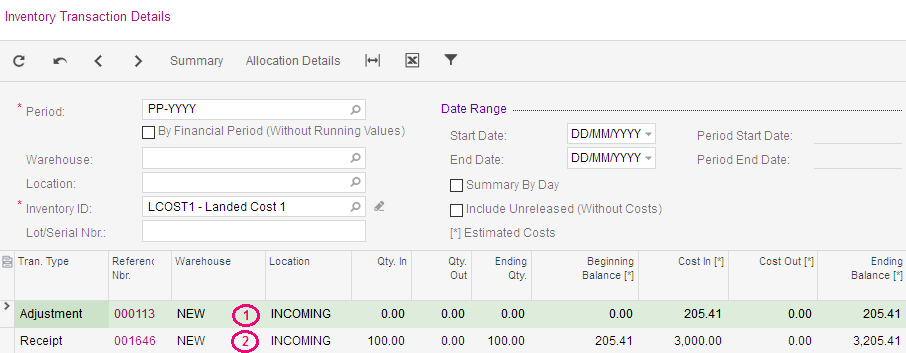 Inventory Transaction Details
Summary Allocation Details
* Period: PP-YYYY
By Financial Period (Without Running Values)
Warehouse:
Location:
* Inventory ID: LCOST1 - Landed Cost 1
Lot/Serial Nbr.:
Date Range
Start Date: DD/MM/YYYY Period Start Date:
End Date: DD/MM/YYYY Period End Date:
Summary By Day
Include Unreleased (Without Costs)
[*] Estimated Costs
Tran. Type Referenc Nbr. Warehouse Location Qty. In Qty. Out Ending Qty. Beginning Balance [*] Cost In [*] Cost Out [*] Ending Balance [*]
Adjustment 000113 NEW 1 INCOMING 0.00 0.00 0.00 0.00 205.41 0.00 205.41
Receipt 001646 NEW 2 INCOMING 100.00 0.00 100.00 205.41 3,000.00 0.00 3,205.41